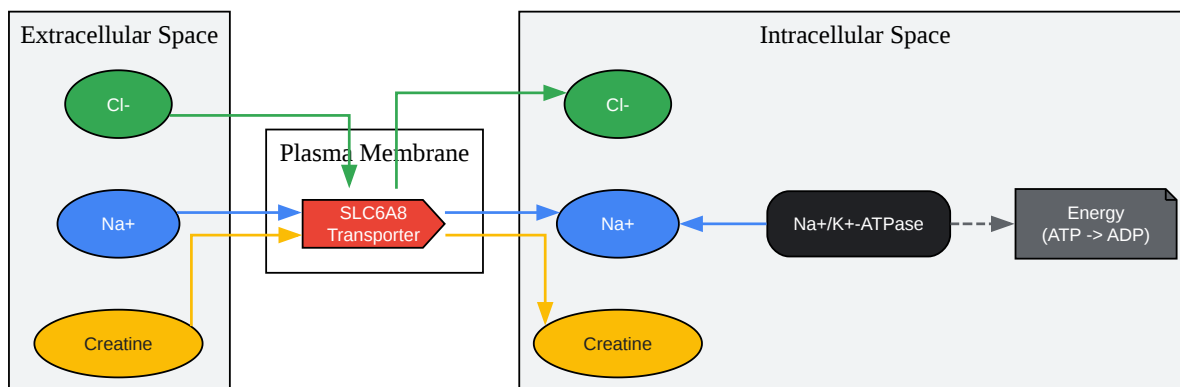 Extracellular Space
Intracellular Space
Cl-
Cl-
Plasma Membrane
Na+
SLC6A8
Transporter
Na+
Na+/K+-ATPase
Energy
(ATP -> ADP)
Creatine
Creatine